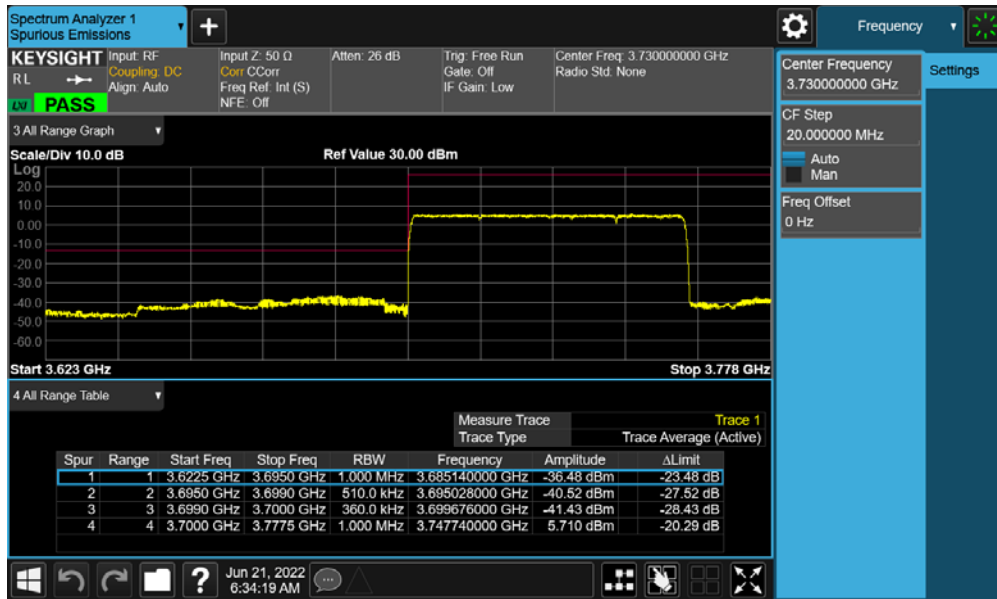 Spectrum Analyzer 1
Spurious Emissions
Frequency
KEYSIGHT
R L
LXI
PASS
Input: RF
Coupling: DC
Align: Auto
Input Z: 50 Ω
Corr CCorr
Freq Ref: Int (S)
NFE: Off
Atten: 26 dB
Trig: Free Run
Gate: Off
IF Gain: Low
Center Freq: 3.730000000 GHz
Radio Std: None
Center Frequency
3.730000000 GHz
Settings
CF Step
20.000000 MHz
Auto
Man
Freq Offset
0 Hz
3 All Range Graph
Scale/Div 10.0 dB
Ref Value 30.00 dBm
Log
20.0
10.0
0.00
-10.0
-20.0
-30.0
-40.0
-50.0
-60.0
Start 3.623 GHz
Stop 3.778 GHz
4 All Range Table
Measure Trace Trace 1
Trace Type Trace Average (Active)
Spur Range Start Freq Stop Freq RBW Frequency Amplitude ΔLimit
1 1 3.6225 GHz 3.6950 GHz 1.000 MHz 3.685140000 GHz -36.48 dBm -23.48 dB
2 2 3.6950 GHz 3.6990 GHz 510.0 kHz 3.695028000 GHz -40.52 dBm -27.52 dB
3 3 3.6990 GHz 3.7000 GHz 360.0 kHz 3.699676000 GHz -41.43 dBm -28.43 dB
4 4 3.7000 GHz 3.7775 GHz 1.000 MHz 3.747740000 GHz 5.710 dBm -20.29 dB
?
Jun 21, 2022
6:34:19 AM